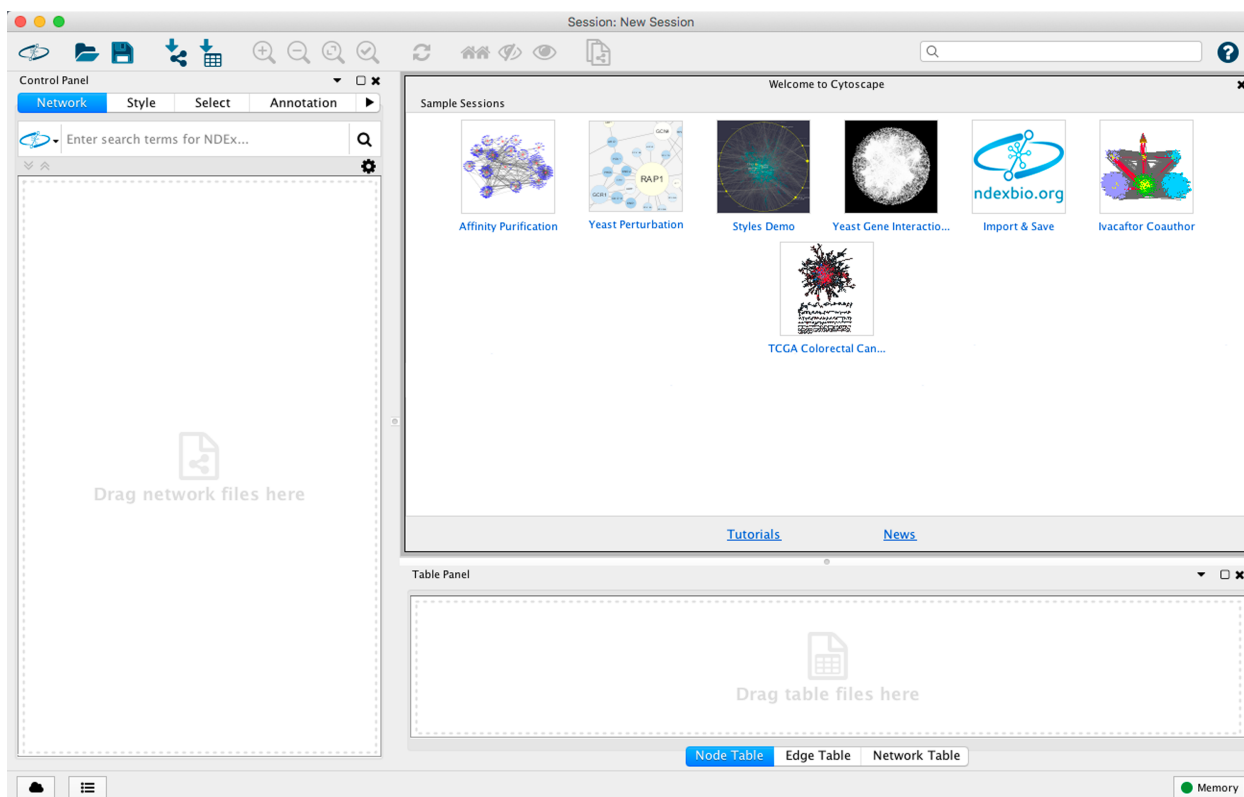 Session: New Session
Control Panel
Network Style Select Annotation
Enter search terms for NDEx...
Drag network files here
Welcome to Cytoscape
Sample Sessions
GCN4
RAP1
GCR1
ndexbio.org
Affinity Purification
Yeast Perturbation
Styles Demo
Yeast Gene Interactio...
Import & Save
Ivacaftor Coauthor
TCGA Colorectal Can...
Tutorials News
Table Panel
Drag table files here
Node Table Edge Table Network Table
Memory